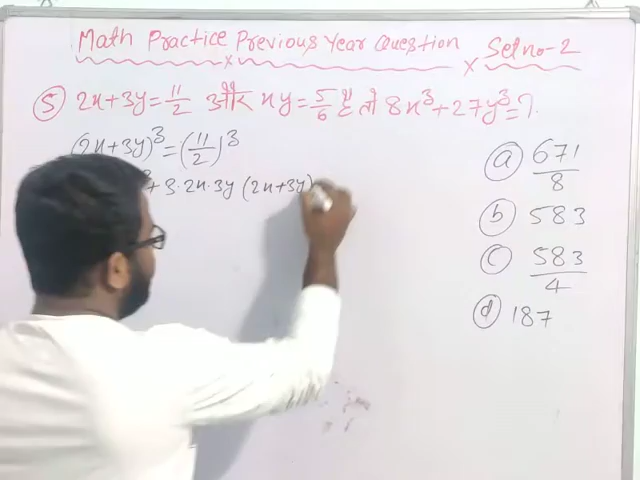 Math Practice Previous Year Question
Set no-2
(5) 2x+3y=11/2 और xy=5/6 है तो 8x³+27y³=?
(2x+3y)³=(11/2)³
+3·2x·3y(2x+3y)
(a) 671/8
(b) 583
(c) 583/4
(d) 187